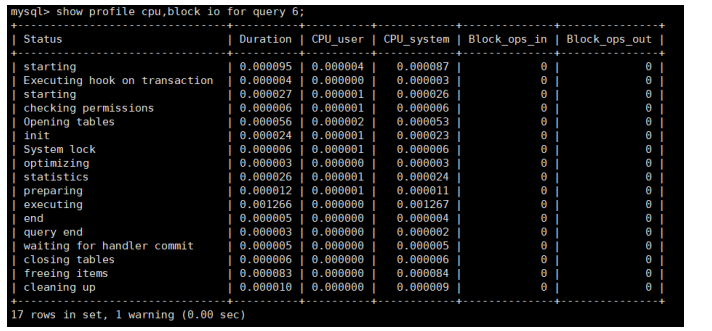 mysql> show profile cpu,block io for query 6;
+--------------------------------+----------+----------+------------+--------------+---------------+
| Status                         | Duration | CPU_user | CPU_system | Block_ops_in | Block_ops_out |
+--------------------------------+----------+----------+------------+--------------+---------------+
| starting                       | 0.000095 | 0.000004 |   0.000087 |            0 |             0 |
| Executing hook on transaction  | 0.000004 | 0.000000 |   0.000003 |            0 |             0 |
| starting                       | 0.000027 | 0.000001 |   0.000026 |            0 |             0 |
| checking permissions           | 0.000006 | 0.000001 |   0.000006 |            0 |             0 |
| Opening tables                 | 0.000056 | 0.000002 |   0.000053 |            0 |             0 |
| init                           | 0.000024 | 0.000001 |   0.000023 |            0 |             0 |
| System lock                    | 0.000006 | 0.000001 |   0.000006 |            0 |             0 |
| optimizing                     | 0.000003 | 0.000000 |   0.000003 |            0 |             0 |
| statistics                     | 0.000026 | 0.000001 |   0.000024 |            0 |             0 |
| preparing                      | 0.000012 | 0.000001 |   0.000011 |            0 |             0 |
| executing                      | 0.001266 | 0.000000 |   0.001267 |            0 |             0 |
| end                            | 0.000005 | 0.000000 |   0.000004 |            0 |             0 |
| query end                      | 0.000003 | 0.000000 |   0.000002 |            0 |             0 |
| waiting for handler commit     | 0.000005 | 0.000000 |   0.000005 |            0 |             0 |
| closing tables                 | 0.000006 | 0.000000 |   0.000006 |            0 |             0 |
| freeing items                  | 0.000083 | 0.000000 |   0.000084 |            0 |             0 |
| cleaning up                    | 0.000010 | 0.000000 |   0.000009 |            0 |             0 |
+--------------------------------+----------+----------+------------+--------------+---------------+
17 rows in set, 1 warning (0.00 sec)